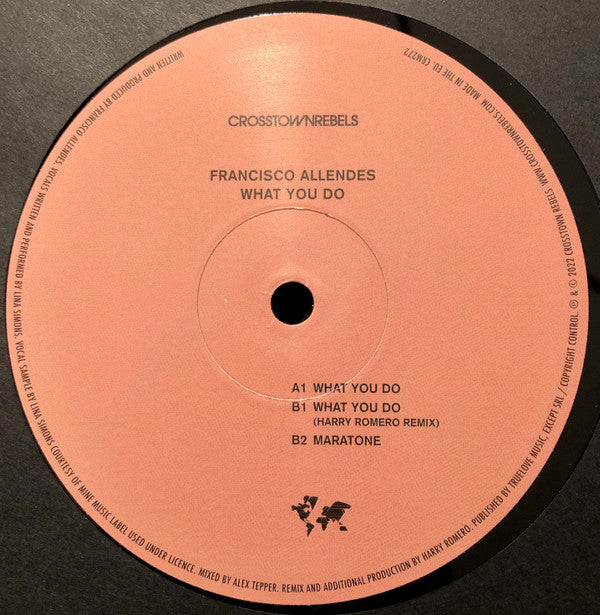 CROSSTOWNREBELS
FRANCISCO ALLENDES
WHAT YOU DO
A1 WHAT YOU DO
B1 WHAT YOU DO
(HARRY ROMERO REMIX)
B2 MARATONE
WRITTEN AND PRODUCED BY FRANCISCO ALLENDES. VOCALS WRITTEN AND PERFORMED BY LINA SIMONS. VOCAL SAMPLE BY LINA SIMONS COURTESY OF MINE MUSIC LABEL USED UNDER LICENCE. MIXED BY ALEX TEPPER. REMIX AND ADDITIONAL PRODUCTION BY HARRY ROMERO. PUBLISHED BY TRUELOVE MUSIC, EXCEPT SRL / COPYRIGHT CONTROL. ℗ & © 2022 CROSSTOWN REBELS. WWW.CROSSTOWNREBELS.COM. MADE IN THE EU. CRM272